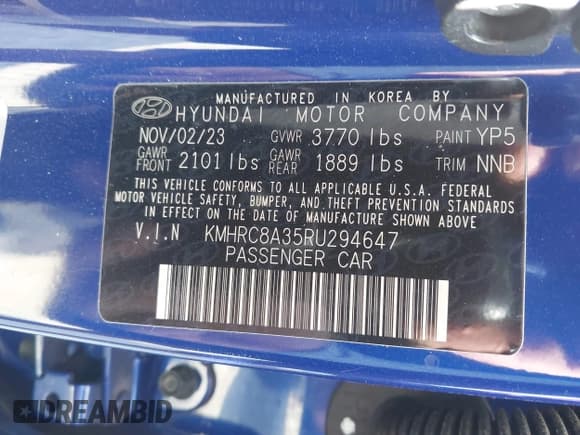 MANUFACTURED IN KOREA BY
HYUNDAI MOTOR COMPANY
NOV/02/23 GVWR 3770 lbs PAINT YP5
GAWR FRONT 2101 lbs GAWR REAR 1889 lbs TRIM NNB
THIS VEHICLE CONFORMS TO ALL APPLICABLE U.S.A. FEDERAL
MOTOR VEHICLE SAFETY, BUMPER, AND THEFT PREVENTION STANDARDS
IN EFFECT ON THE DATE OF MANUFACTURE SHOWN ABOVE
V.I.N KMHRC8A35RU294647
PASSENGER CAR
DREAMBID